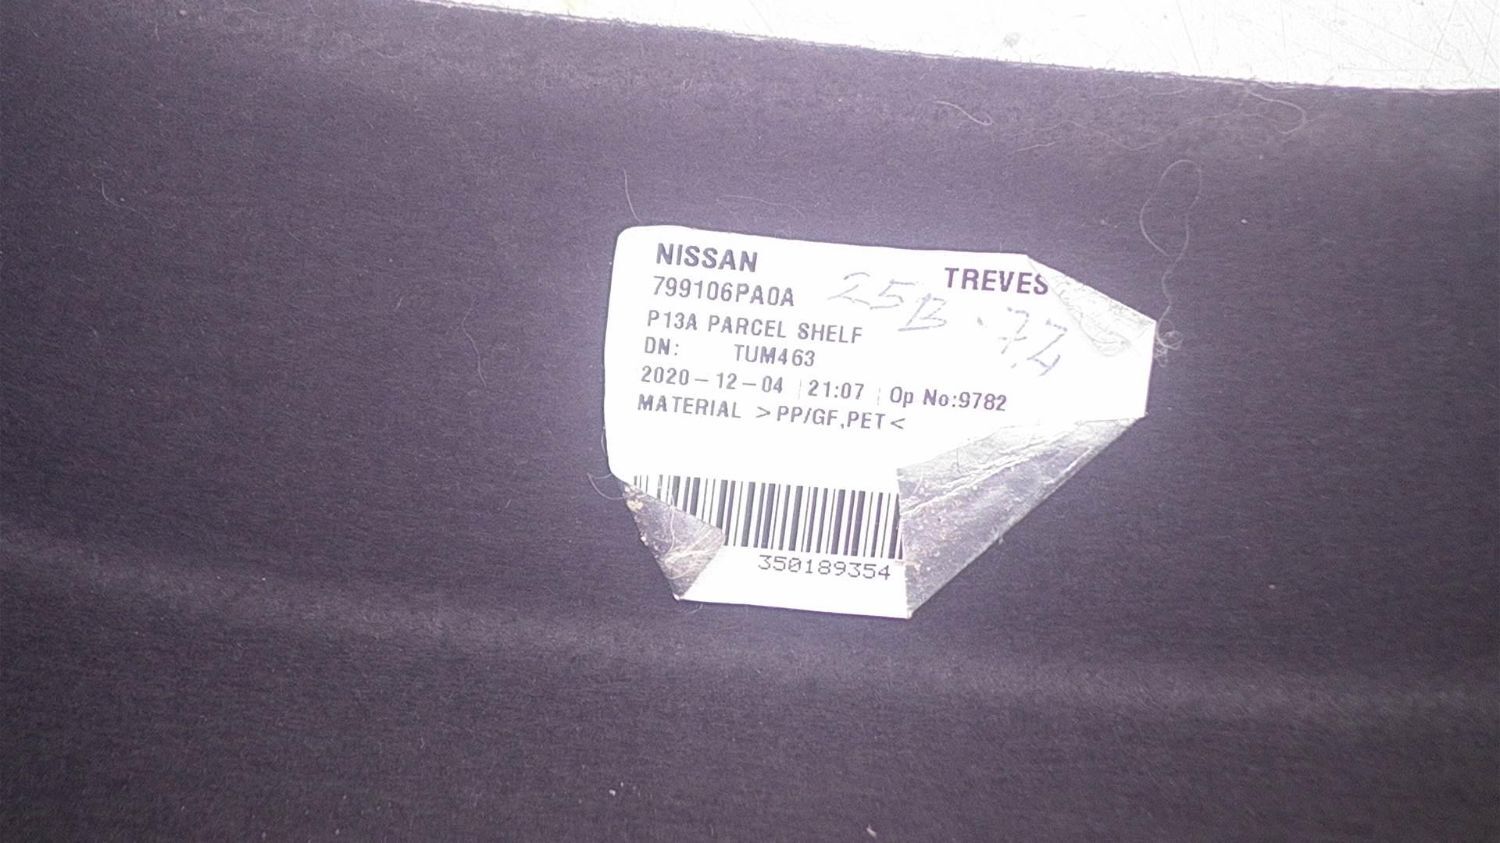 NISSAN
TREVES
799106PA0A
25B
P13A PARCEL SHELF
DN: TUM463
2020-12-04 21:07 Op No:9782
MATERIAL >PP/GF,PET<
350189354